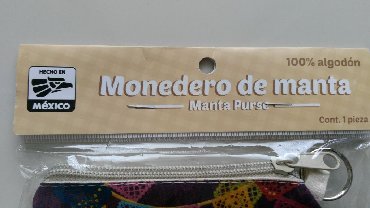 100% algodón
HECHO EN
MÉXICO
Monedero de manta
Manta Purse
Cont. 1 pieza